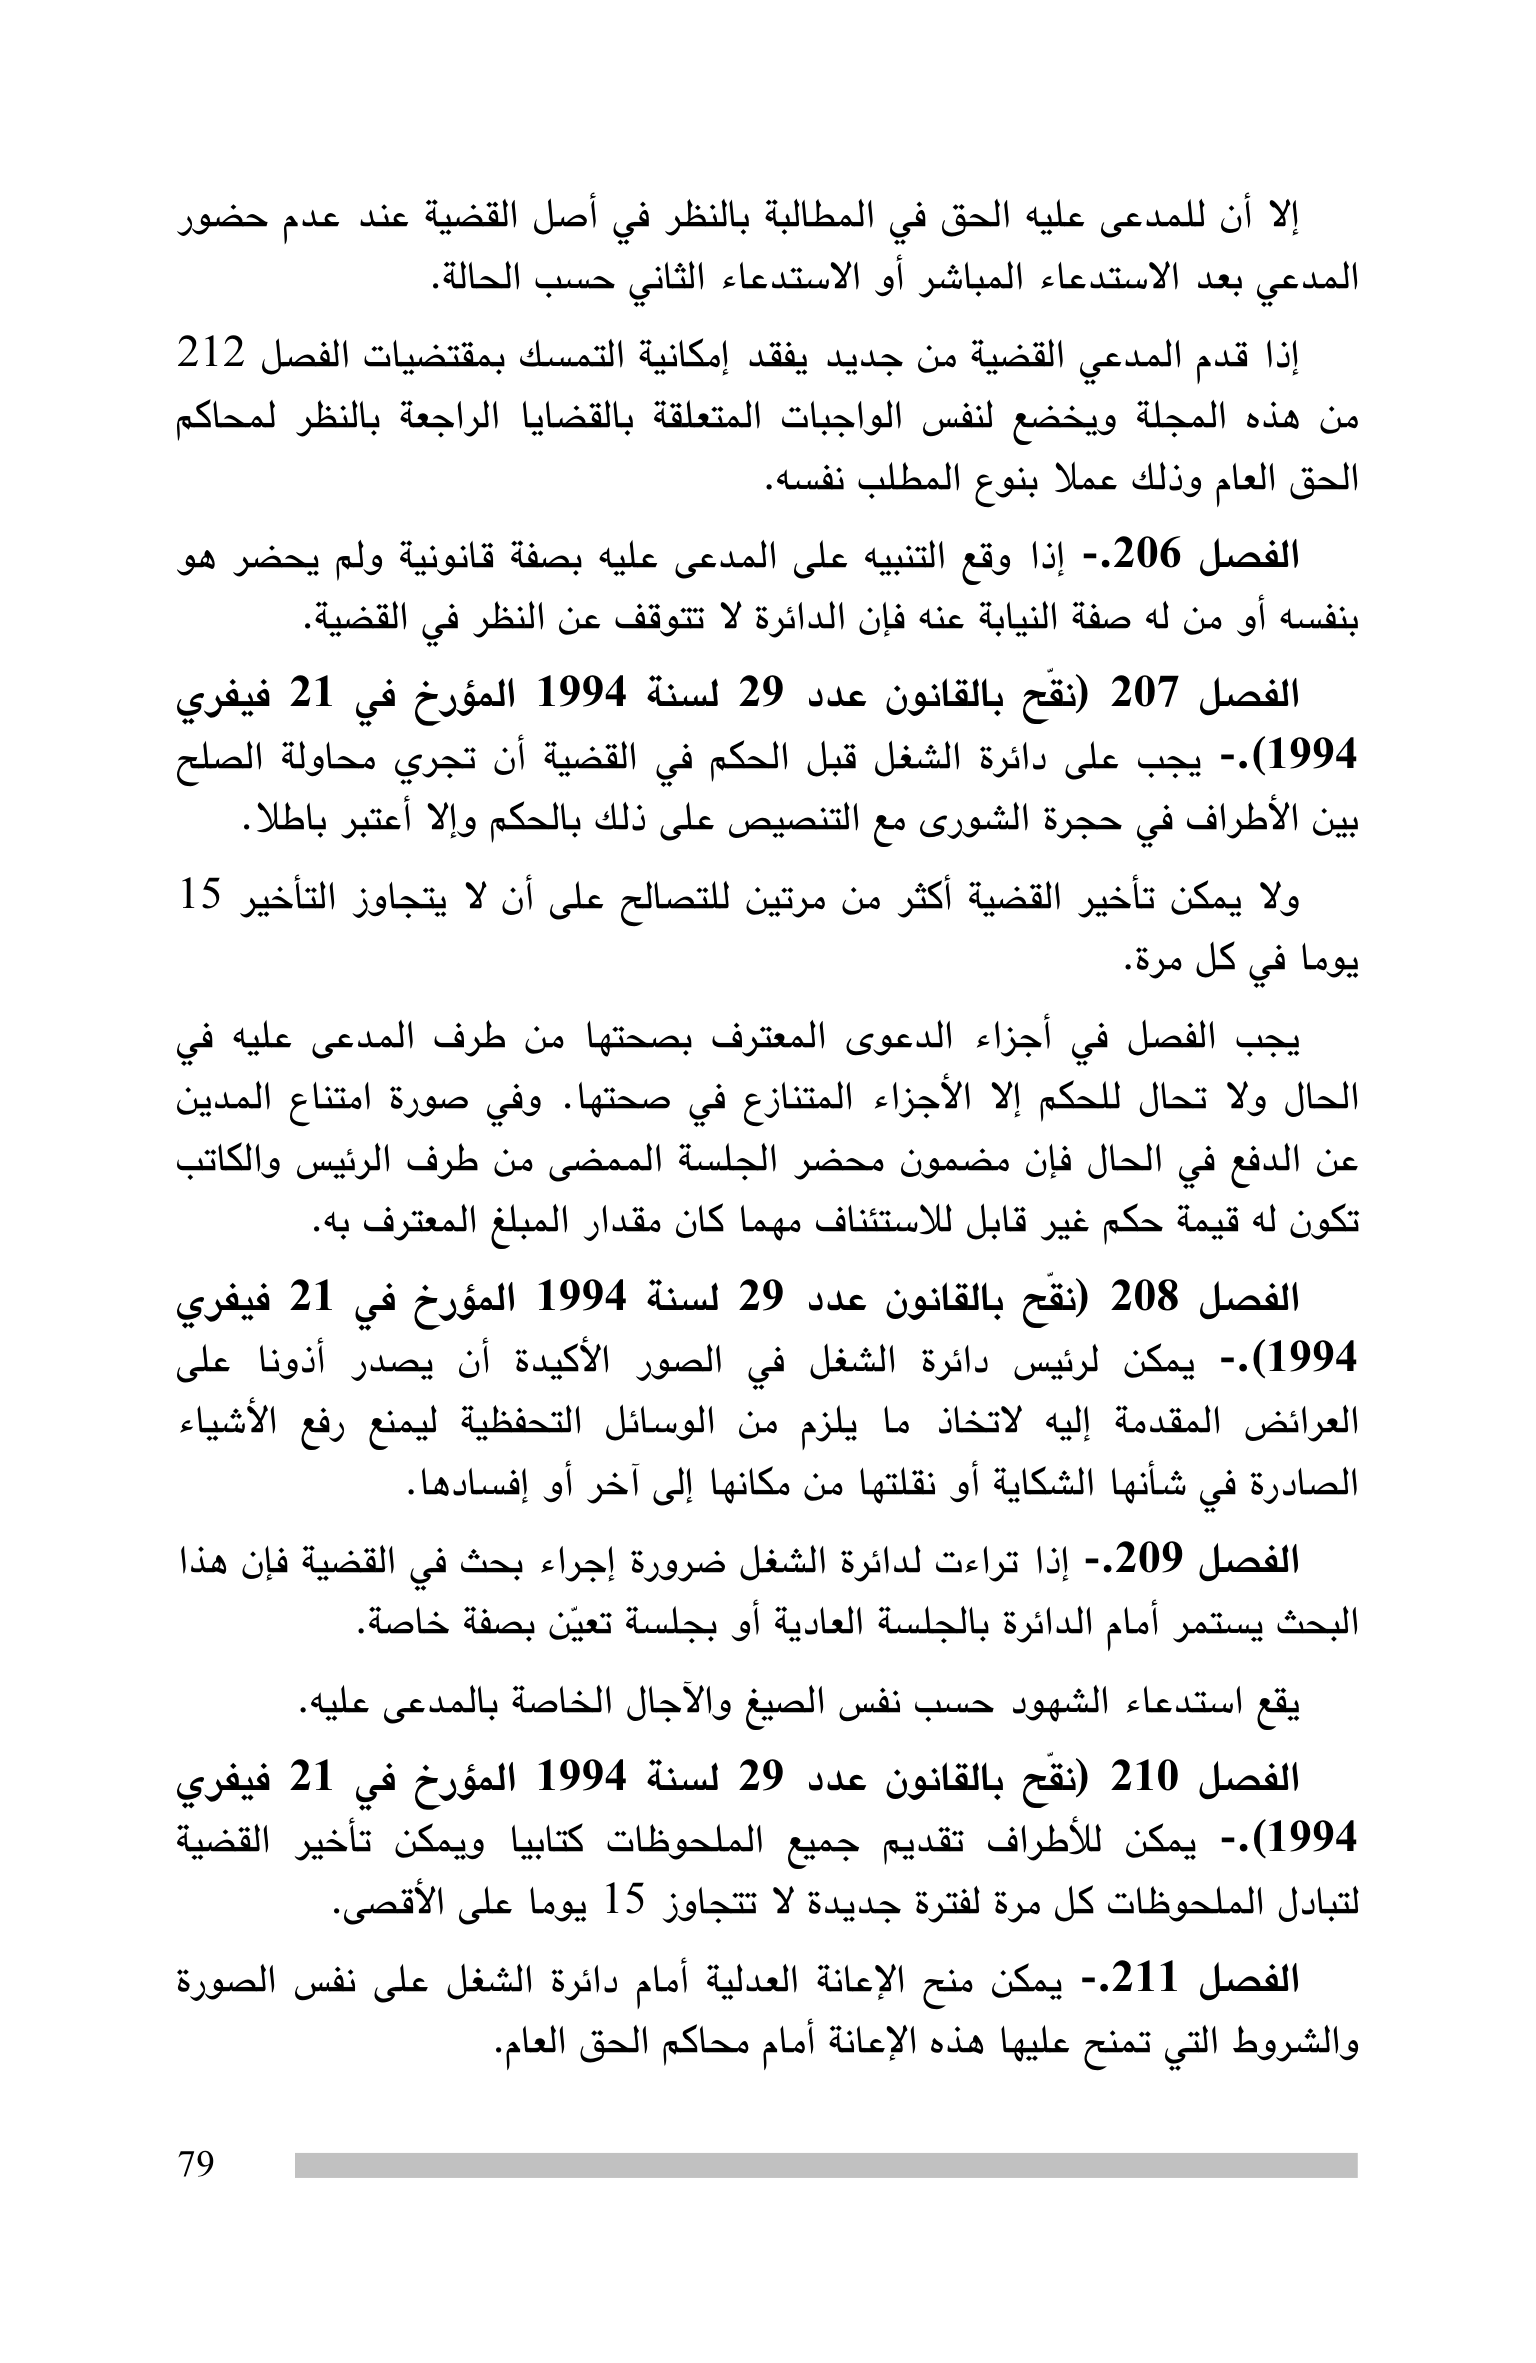 إلا أن للمدعى عليه الحق في المطالبة بالنظر في أصل القضية عند عدم حضور
المدعي بعد الاستدعاء المباشر أو الاستدعاء الثاني حسب الحالة.
إذا قدم المدعي القضية من جديد يفقد إمكانية التمسك بمقتضيات الفصل 212
من هذه المجلة ويخضع لنفس الواجبات المتعلقة بالقضايا الراجعة بالنظر لمحاكم
الحق العام وذلك عملا بنوع المطلب نفسه.
الفصل 206.- إذا وقع التنبيه على المدعى عليه بصفة قانونية ولم يحضر هو
بنفسه أو من له صفة النيابة عنه فإن الدائرة لا تتوقف عن النظر في القضية.
الفصل 207 (نقّح بالقانون عدد 29 لسنة 1994 المؤرخ في 21 فيفري
1994).- يجب على دائرة الشغل قبل الحكم في القضية أن تجري محاولة الصلح
بين الأطراف في حجرة الشورى مع التنصيص على ذلك بالحكم وإلا أعتبر باطلا.
ولا يمكن تأخير القضية أكثر من مرتين للتصالح على أن لا يتجاوز التأخير 15
يوما في كل مرة.
يجب الفصل في أجزاء الدعوى المعترف بصحتها من طرف المدعى عليه في
الحال ولا تحال للحكم إلا الأجزاء المتنازع في صحتها. وفي صورة امتناع المدين
عن الدفع في الحال فإن مضمون محضر الجلسة الممضى من طرف الرئيس والكاتب
تكون له قيمة حكم غير قابل للاستئناف مهما كان مقدار المبلغ المعترف به.
الفصل 208 (نقّح بالقانون عدد 29 لسنة 1994 المؤرخ في 21 فيفري
1994).- يمكن لرئيس دائرة الشغل في الصور الأكيدة أن يصدر أذونا على
العرائض المقدمة إليه لاتخاذ ما يلزم من الوسائل التحفظية ليمنع رفع الأشياء
الصادرة في شأنها الشكاية أو نقلتها من مكانها إلى آخر أو إفسادها.
الفصل 209.- إذا تراءت لدائرة الشغل ضرورة إجراء بحث في القضية فإن هذا
البحث يستمر أمام الدائرة بالجلسة العادية أو بجلسة تعيّن بصفة خاصة.
يقع استدعاء الشهود حسب نفس الصيغ والآجال الخاصة بالمدعى عليه.
الفصل 210 (نقّح بالقانون عدد 29 لسنة 1994 المؤرخ في 21 فيفري
1994).- يمكن للأطراف تقديم جميع الملحوظات كتابيا ويمكن تأخير القضية
لتبادل الملحوظات كل مرة لفترة جديدة لا تتجاوز 15 يوما على الأقصى.
الفصل 211.- يمكن منح الإعانة العدلية أمام دائرة الشغل على نفس الصورة
والشروط التي تمنح عليها هذه الإعانة أمام محاكم الحق العام.
79